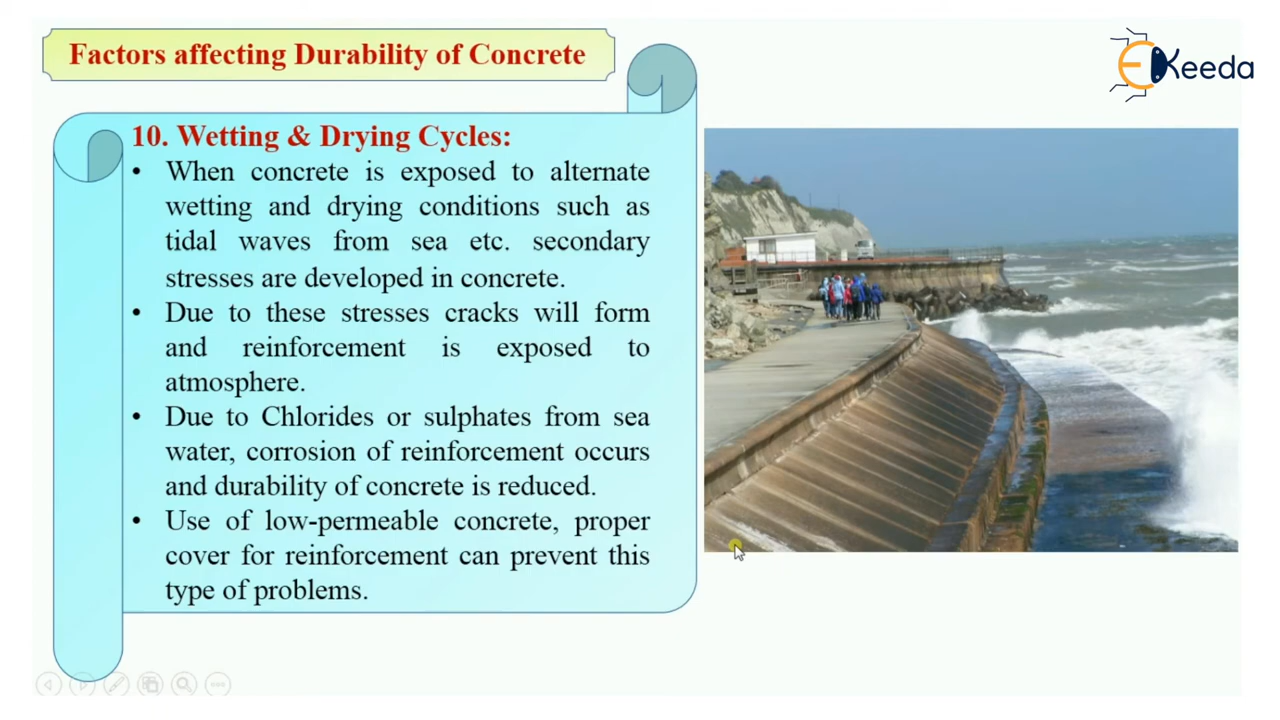 Factors affecting Durability of Concrete
EKeeda
10. Wetting & Drying Cycles:
• When concrete is exposed to alternate
wetting and drying conditions such as
tidal waves from sea etc. secondary
stresses are developed in concrete.
• Due to these stresses cracks will form
and reinforcement is exposed to
atmosphere.
• Due to Chlorides or sulphates from sea
water, corrosion of reinforcement occurs
and durability of concrete is reduced.
• Use of low-permeable concrete, proper
cover for reinforcement can prevent this
type of problems.